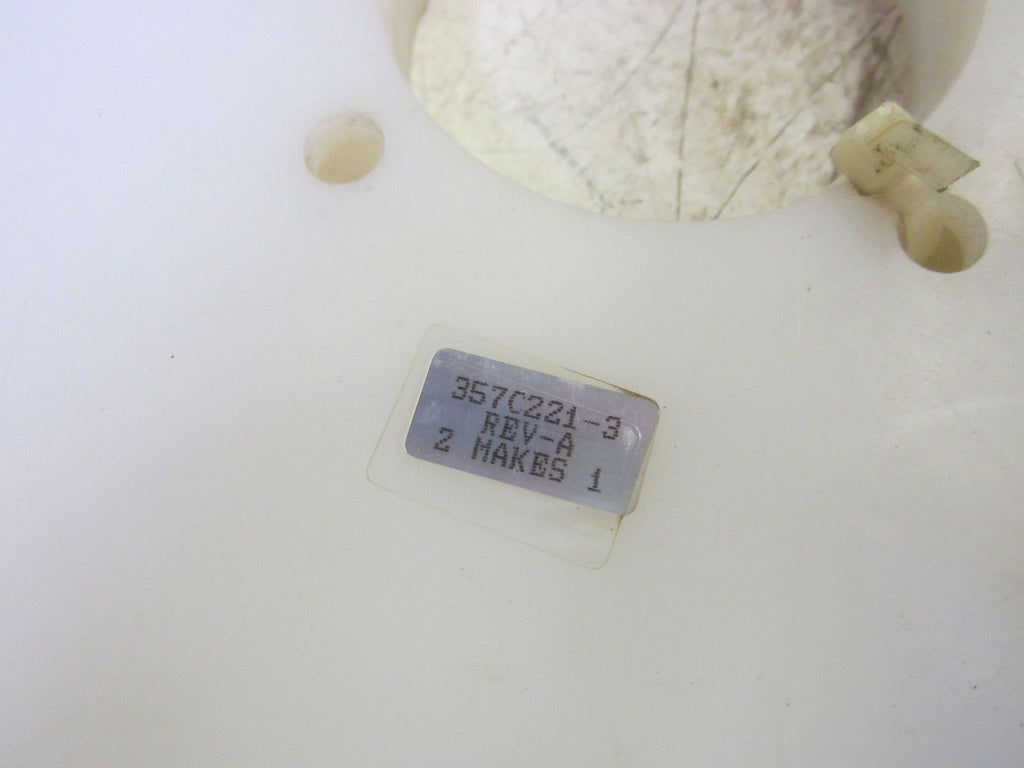 357C221-3
REV-A
2 MAKES 1